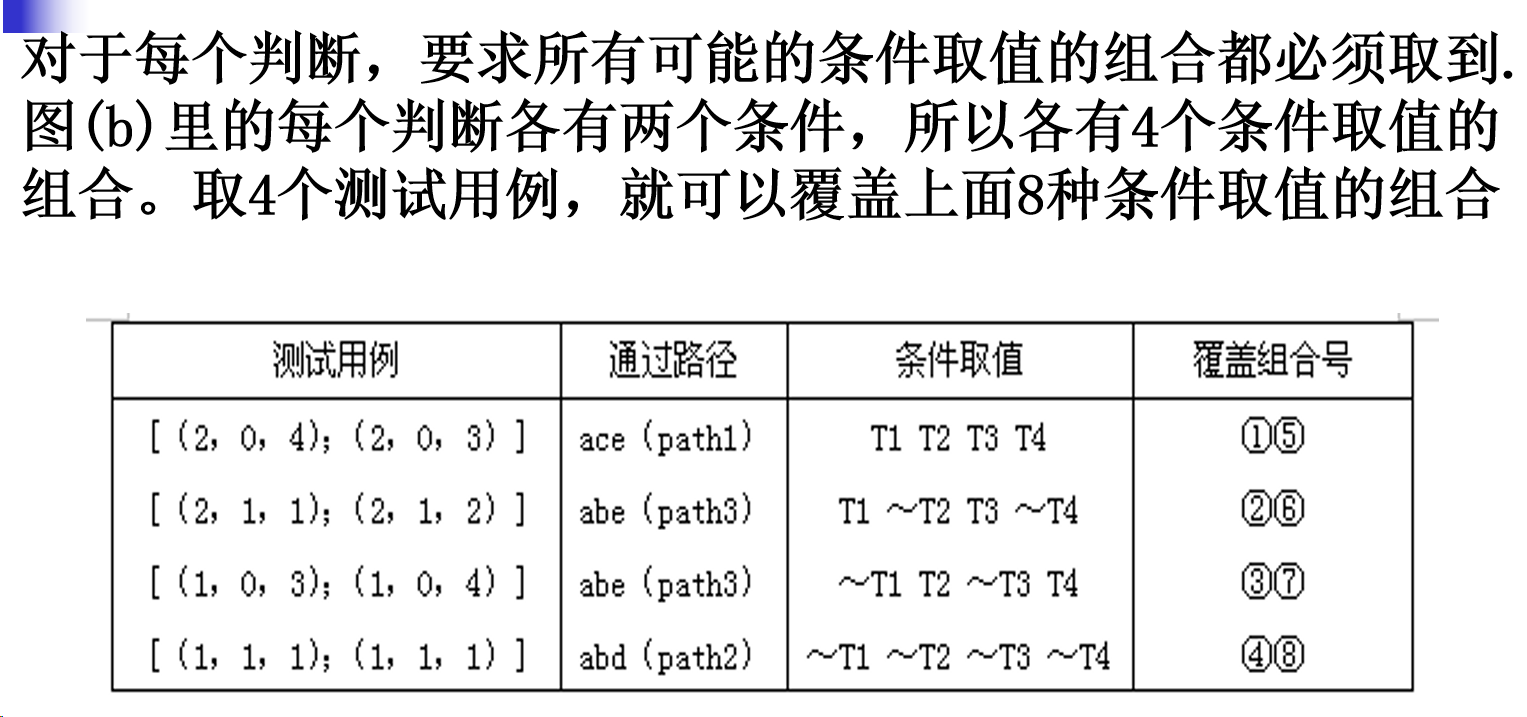 对于每个判断，要求所有可能的条件取值的组合都必须取到.
图(b)里的每个判断各有两个条件，所以各有4个条件取值的
组合。取4个测试用例，就可以覆盖上面8种条件取值的组合
测试用例 通过路径 条件取值 覆盖组合号
[（2，0，4）；（2，0，3）] ace（path1） T1 T2 T3 T4 ①⑤
[（2，1，1）；（2，1，2）] abe（path3） T1 ～T2 T3 ～T4 ②⑥
[（1，0，3）；（1，0，4）] abe（path3） ～T1 T2 ～T3 T4 ③⑦
[（1，1，1）；（1，1，1）] abd（path2） ～T1 ～T2 ～T3 ～T4 ④⑧